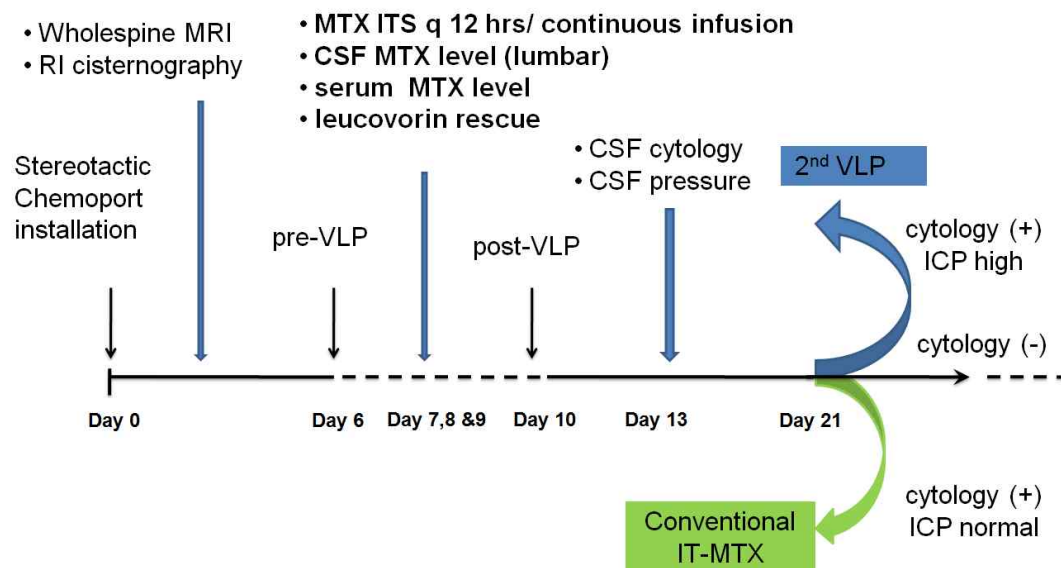 • Wholespine MRI
• RI cisternography
• MTX ITS q 12 hrs/ continuous infusion
• CSF MTX level (lumbar)
• serum  MTX level
• leucovorin rescue
Stereotactic
Chemoport
installation
pre-VLP
post-VLP
• CSF cytology
• CSF pressure
2nd VLP
cytology (+)
ICP high
cytology (-)
Day 0
Day 6
Day 7,8 &9
Day 10
Day 13
Day 21
Conventional
IT-MTX
cytology (+)
ICP normal